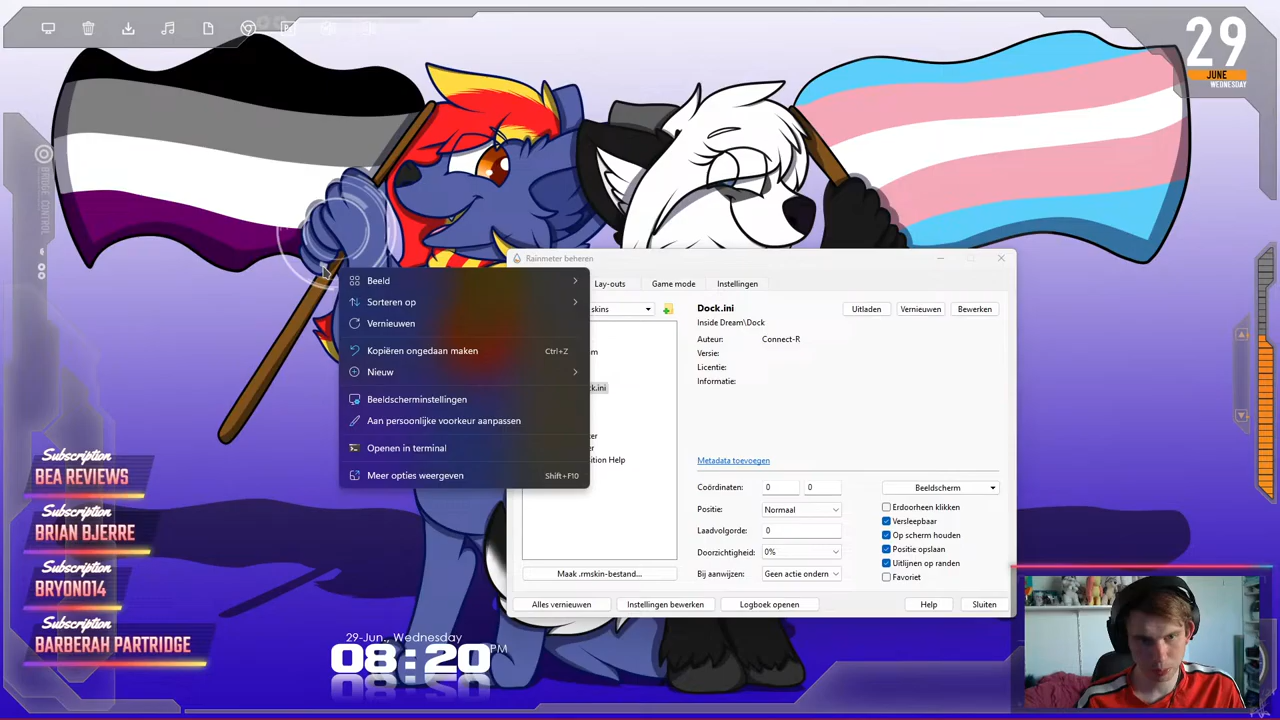 29
JUNE
WEDNESDAY
BRIDGE CONTROL
Rainmeter beheren
Lay-outs
Game mode
Instellingen
skins
Dock.ini
Uitladen
Vernieuwen
Bewerken
Inside Dream\Dock
Auteur: Connect-R
Versie:
Licentie:
Informatie:
Metadata toevoegen
Coördinaten: 0 0
Beeldscherm
Positie: Normaal
Laadvolgorde: 0
Doorzichtigheid: 0%
Bij aanwijzen: Geen actie ondern
Erdoorheen klikken
Versleepbaar
Op scherm houden
Positie opslaan
Uitlijnen op randen
Favoriet
Maak .rmskin-bestand...
Alles vernieuwen
Instellingen bewerken
Logboek openen
Help
Sluiten
Beeld
Sorteren op
Vernieuwen
Kopiëren ongedaan maken Ctrl+Z
Nieuw
Beeldscherminstellingen
Aan persoonlijke voorkeur aanpassen
Openen in terminal
Meer opties weergeven Shift+F10
Subscription
BEA REVIEWS
Subscription
BRIAN BJERRE
Subscription
BRYONO14
Subscription
BARBERAH PARTRIDGE
29-Jun., Wednesday
08:20 PM